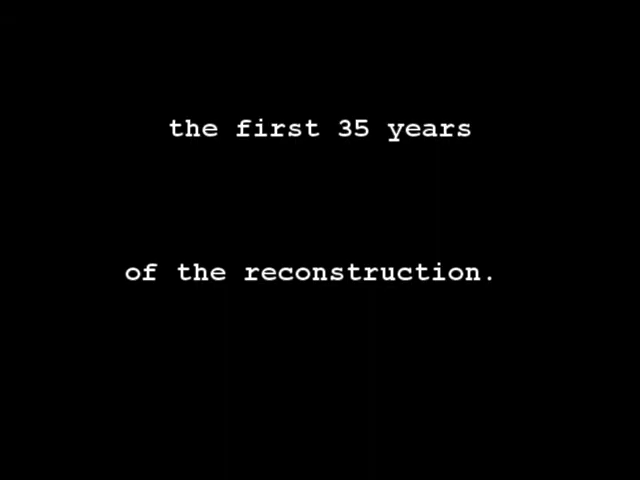 the first 35 years
of the reconstruction.